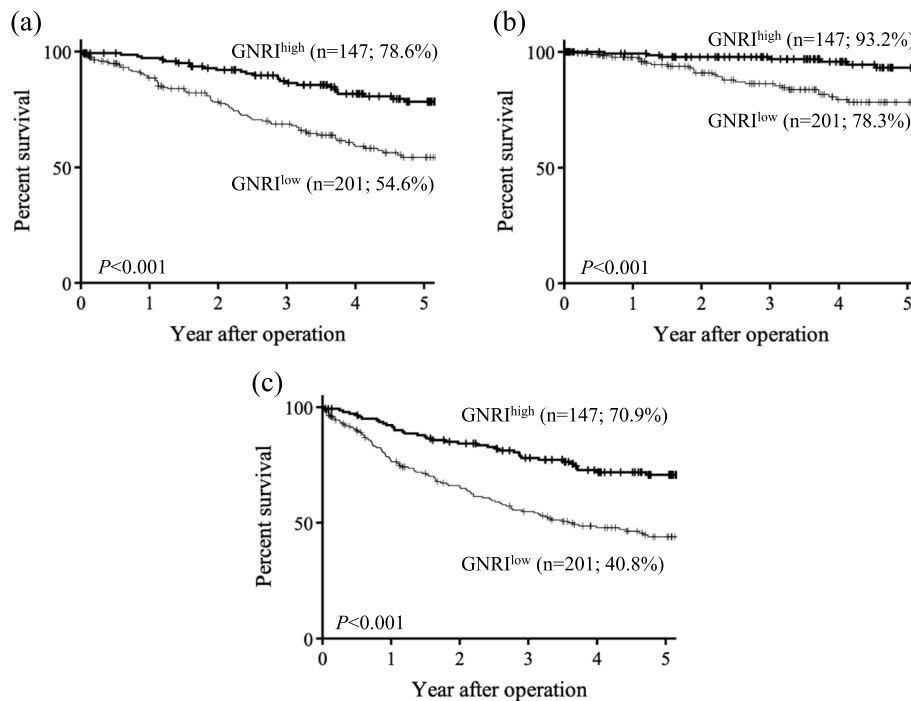 (a)
100
50
0
Percent survival
GNRIhigh (n=147; 78.6%)
GNRIlow (n=201; 54.6%)
P<0.001
0 1 2 3 4 5
Year after operation
(b)
100
50
0
Percent survival
GNRIhigh (n=147; 93.2%)
GNRIlow (n=201; 78.3%)
P<0.001
0 1 2 3 4 5
Year after operation
(c)
100
50
0
Percent survival
GNRIhigh (n=147; 70.9%)
GNRIlow (n=201; 40.8%)
P<0.001
0 1 2 3 4 5
Year after operation